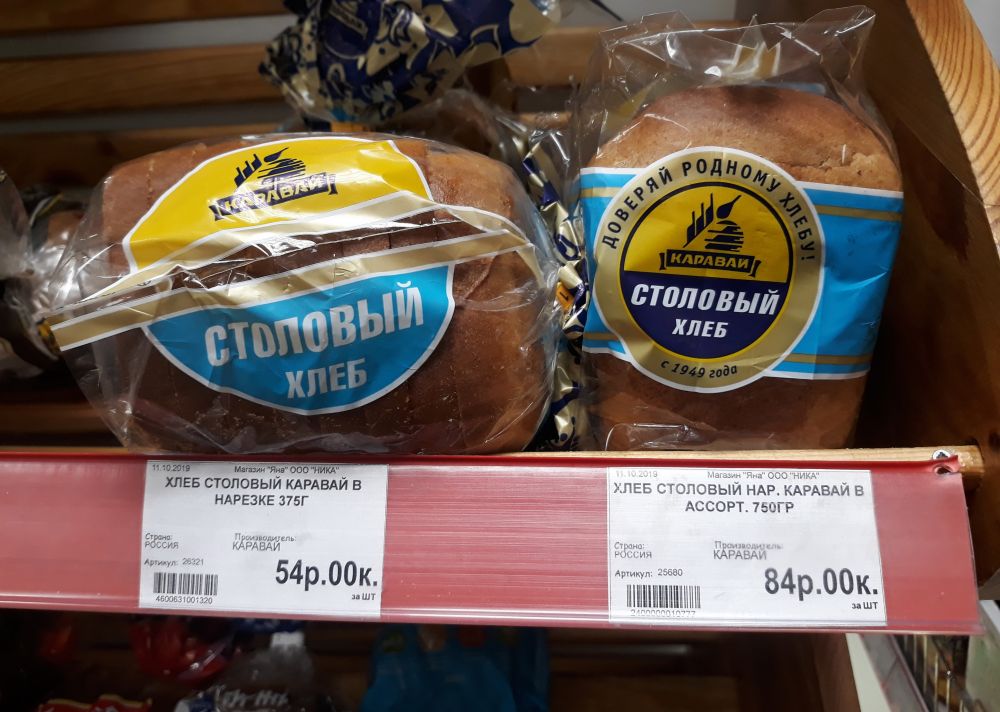 КАРАВАЙ
СТОЛОВЫЙ
ХЛЕБ
ДОВЕРЯЙ РОДНОМУ ХЛЕБУ!
КАРАВАЙ
СТОЛОВЫЙ
ХЛЕБ
с 1949 года
11.10.2019 Магазин "Яна" ООО "НИКА"
ХЛЕБ СТОЛОВЫЙ КАРАВАЙ В
НАРЕЗКЕ 375Г
Страна: Производитель:
РОССИЯ КАРАВАЙ
Артикул: 26321
54р.00к.
за ШТ
4600631001320
11.10.2019 Магазин "Яна" ООО "НИКА"
ХЛЕБ СТОЛОВЫЙ НАР. КАРАВАЙ В
АССОРТ. 750ГР
Страна: Производитель:
РОССИЯ КАРАВАЙ
Артикул: 25680
84р.00к.
за ШТ